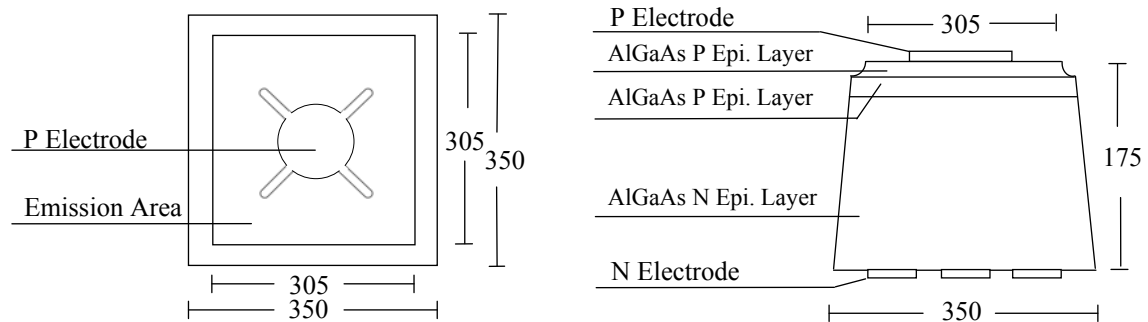 P Electrode
Emission Area
305
350
305
350
P Electrode
AlGaAs P Epi. Layer
AlGaAs P Epi. Layer
AlGaAs N Epi. Layer
N Electrode
305
175
350